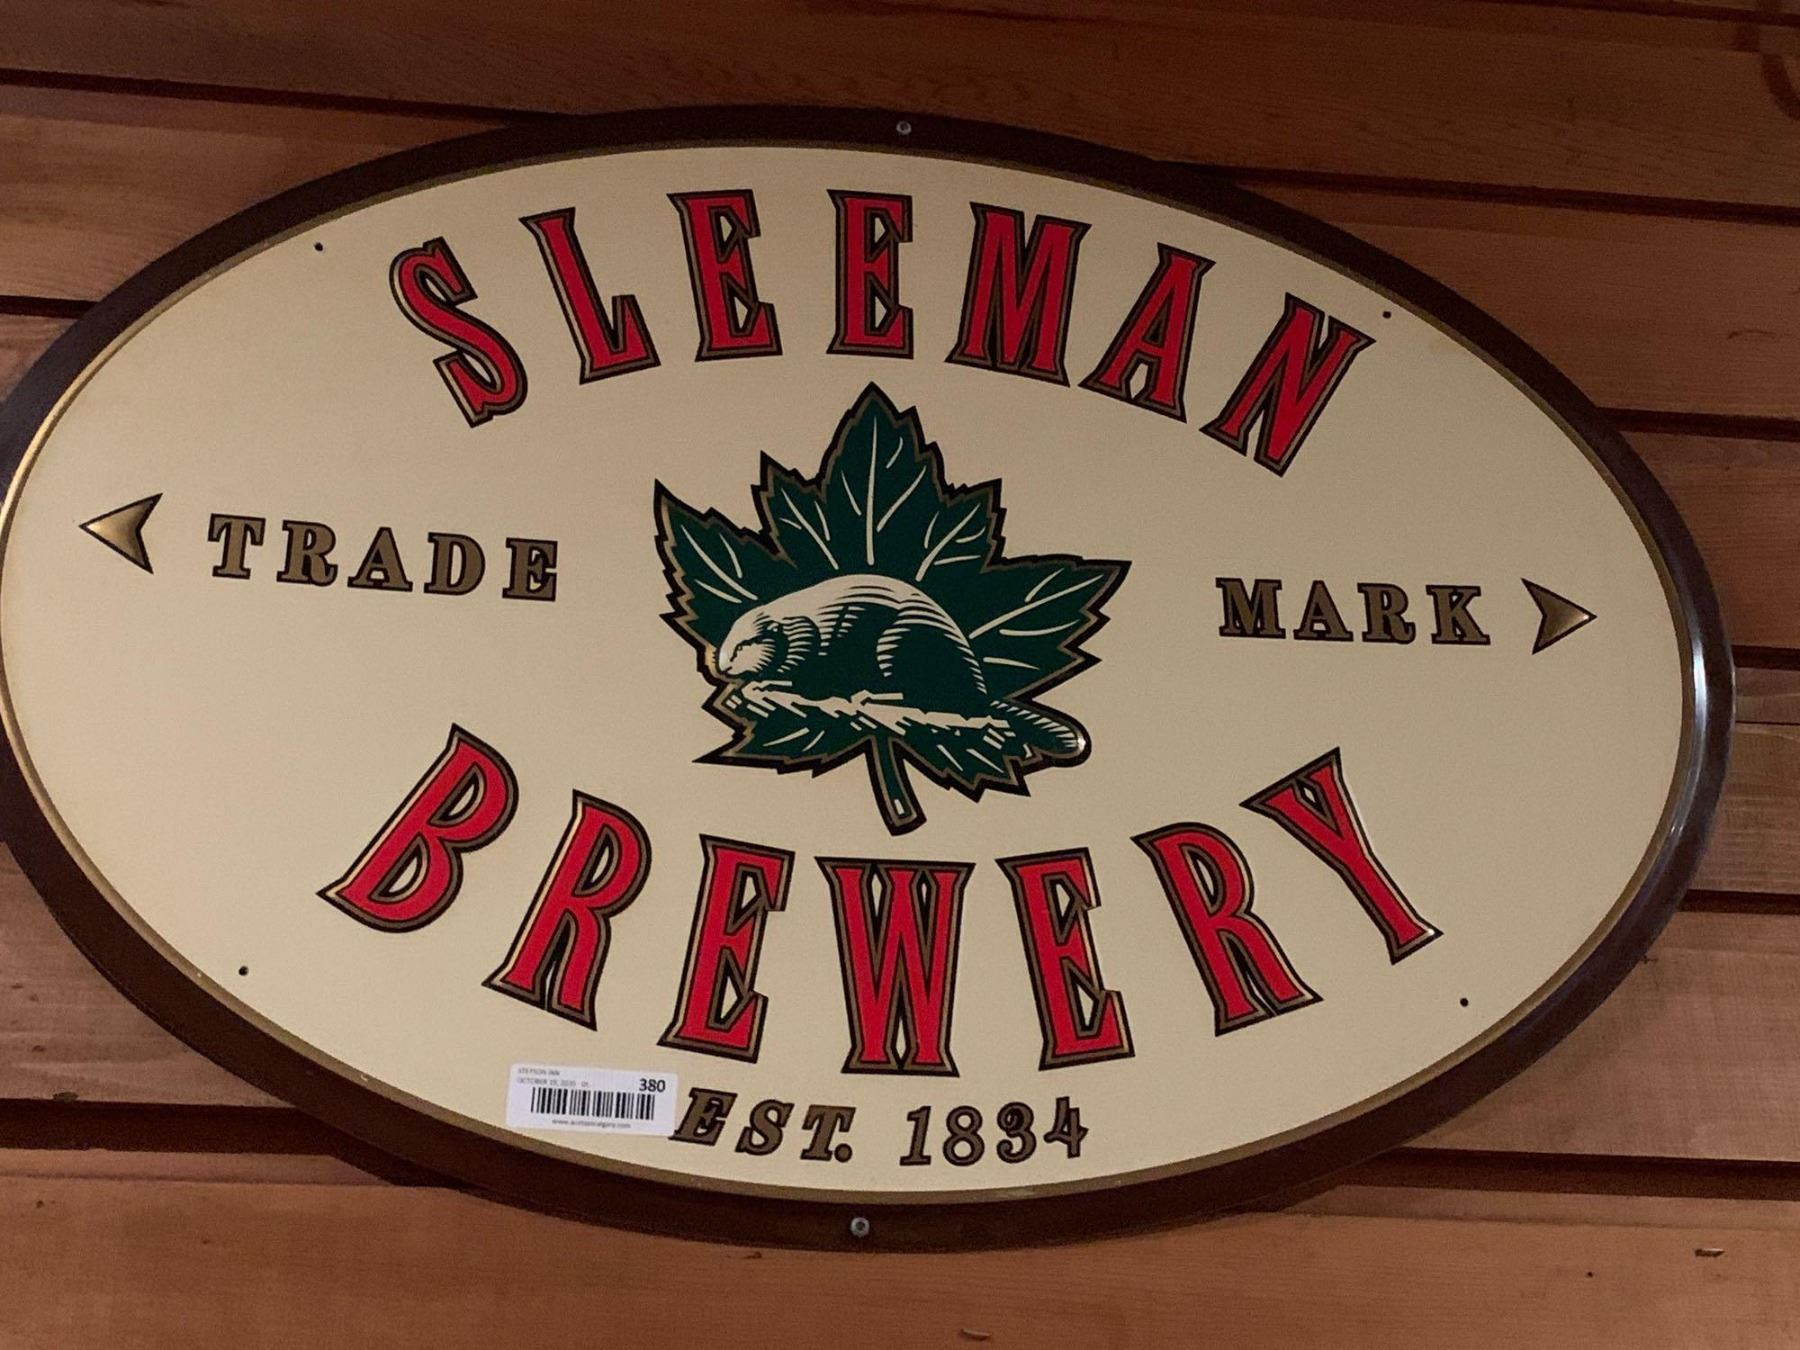 SLEEMAN
TRADE MARK
BREWERY
EST. 1834
380